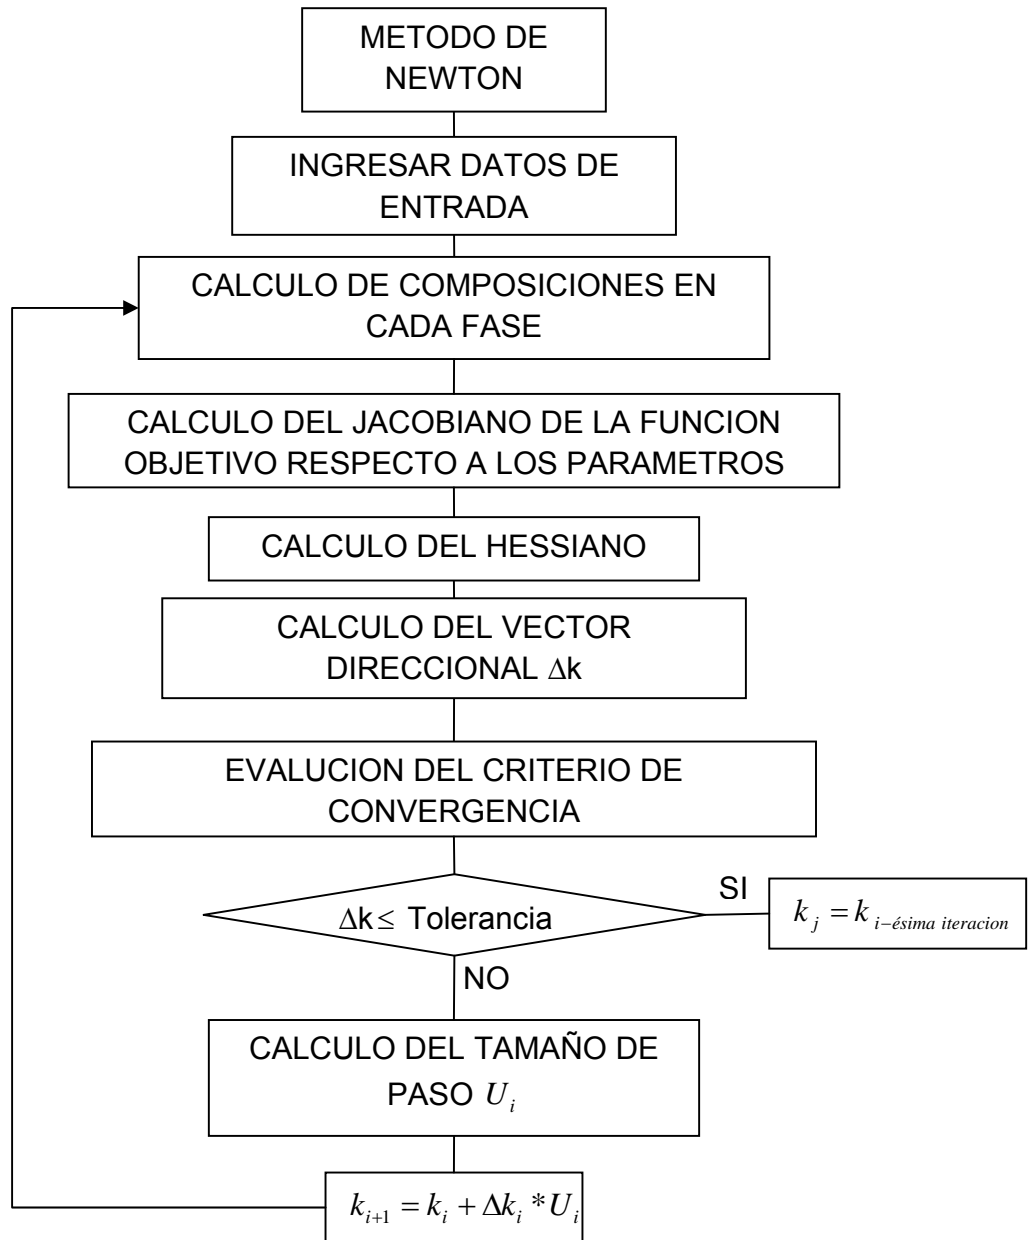 METODO DE
NEWTON
INGRESAR DATOS DE
ENTRADA
CALCULO DE COMPOSICIONES EN
CADA FASE
CALCULO DEL JACOBIANO DE LA FUNCION
OBJETIVO RESPECTO A LOS PARAMETROS
CALCULO DEL HESSIANO
CALCULO DEL VECTOR
DIRECCIONAL Δk
EVALUCION DEL CRITERIO DE
CONVERGENCIA
Δk ≤ Tolerancia
SI
k_j = k_{i−ésima iteracion}
NO
CALCULO DEL TAMAÑO DE
PASO U_i
k_{i+1} = k_i + Δk_i * U_i